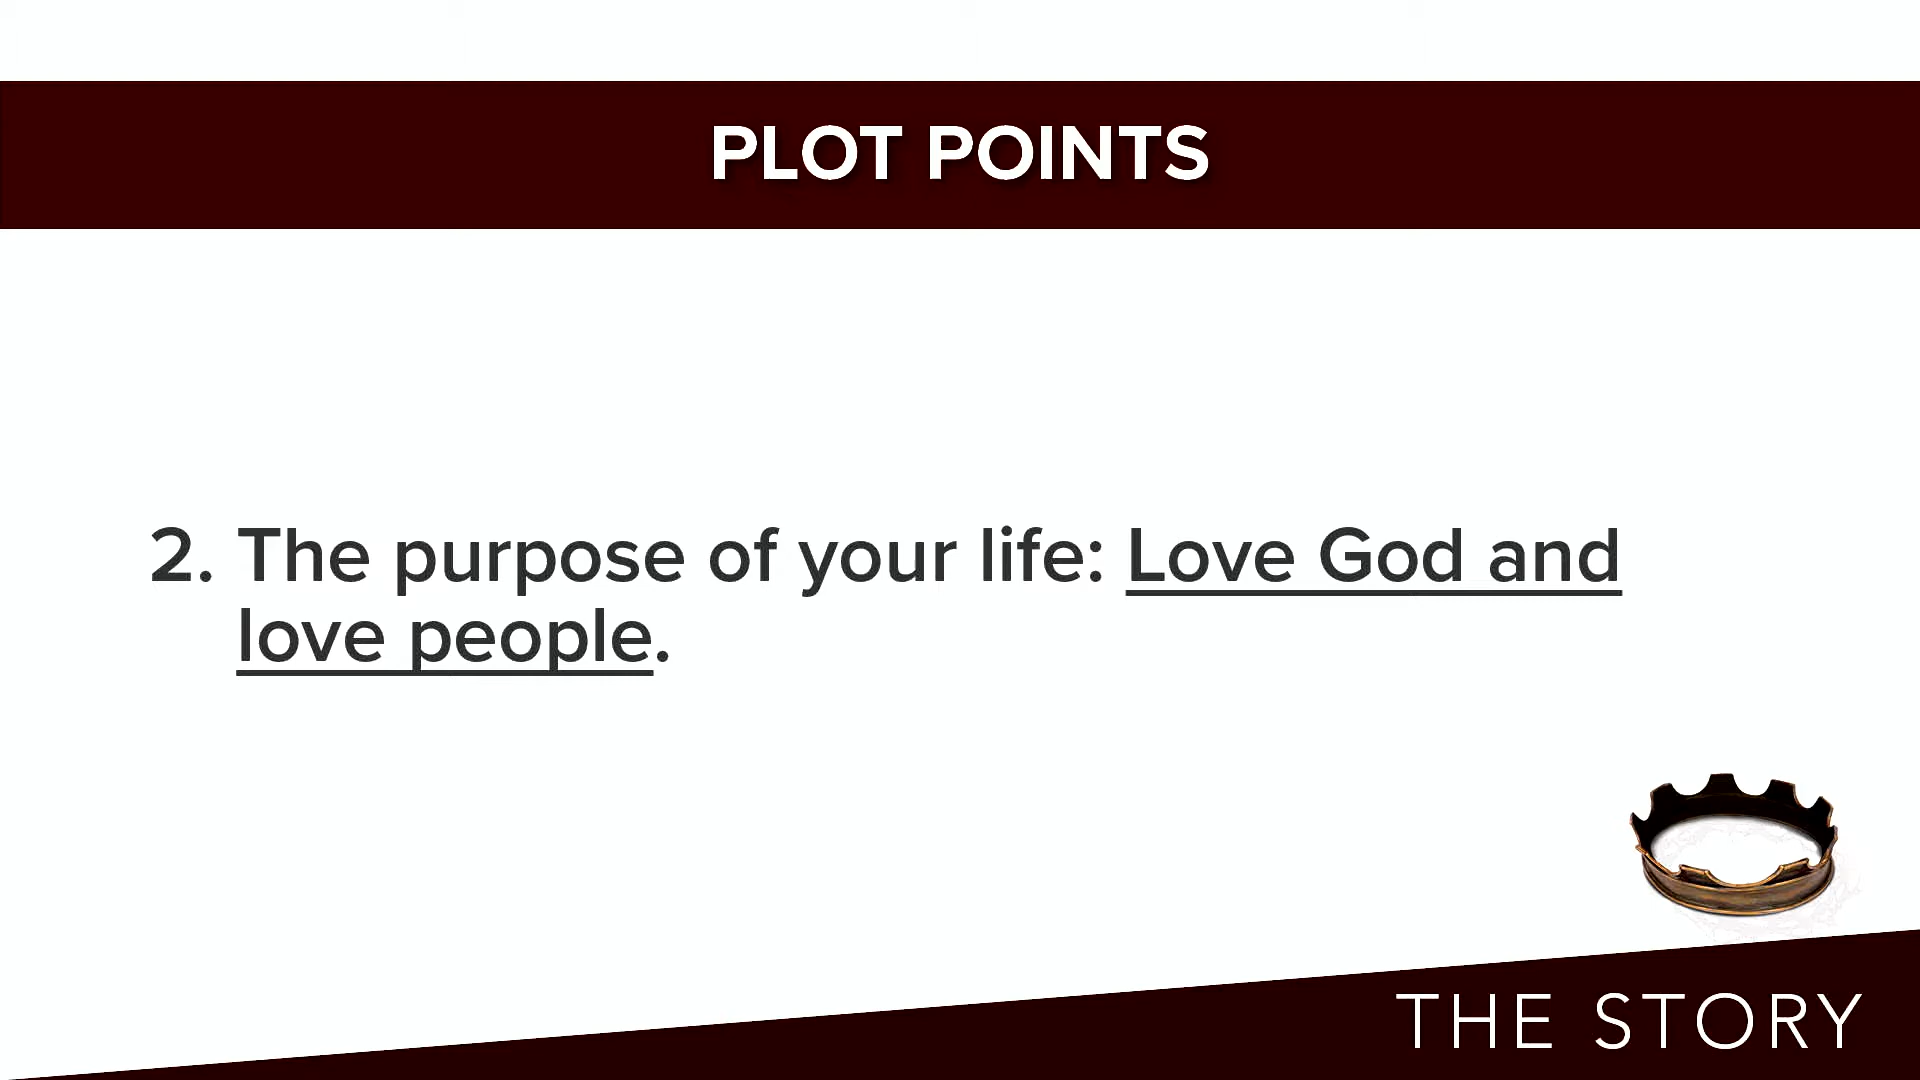 PLOT POINTS
2. The purpose of your life: Love God and
love people.
THE STORY